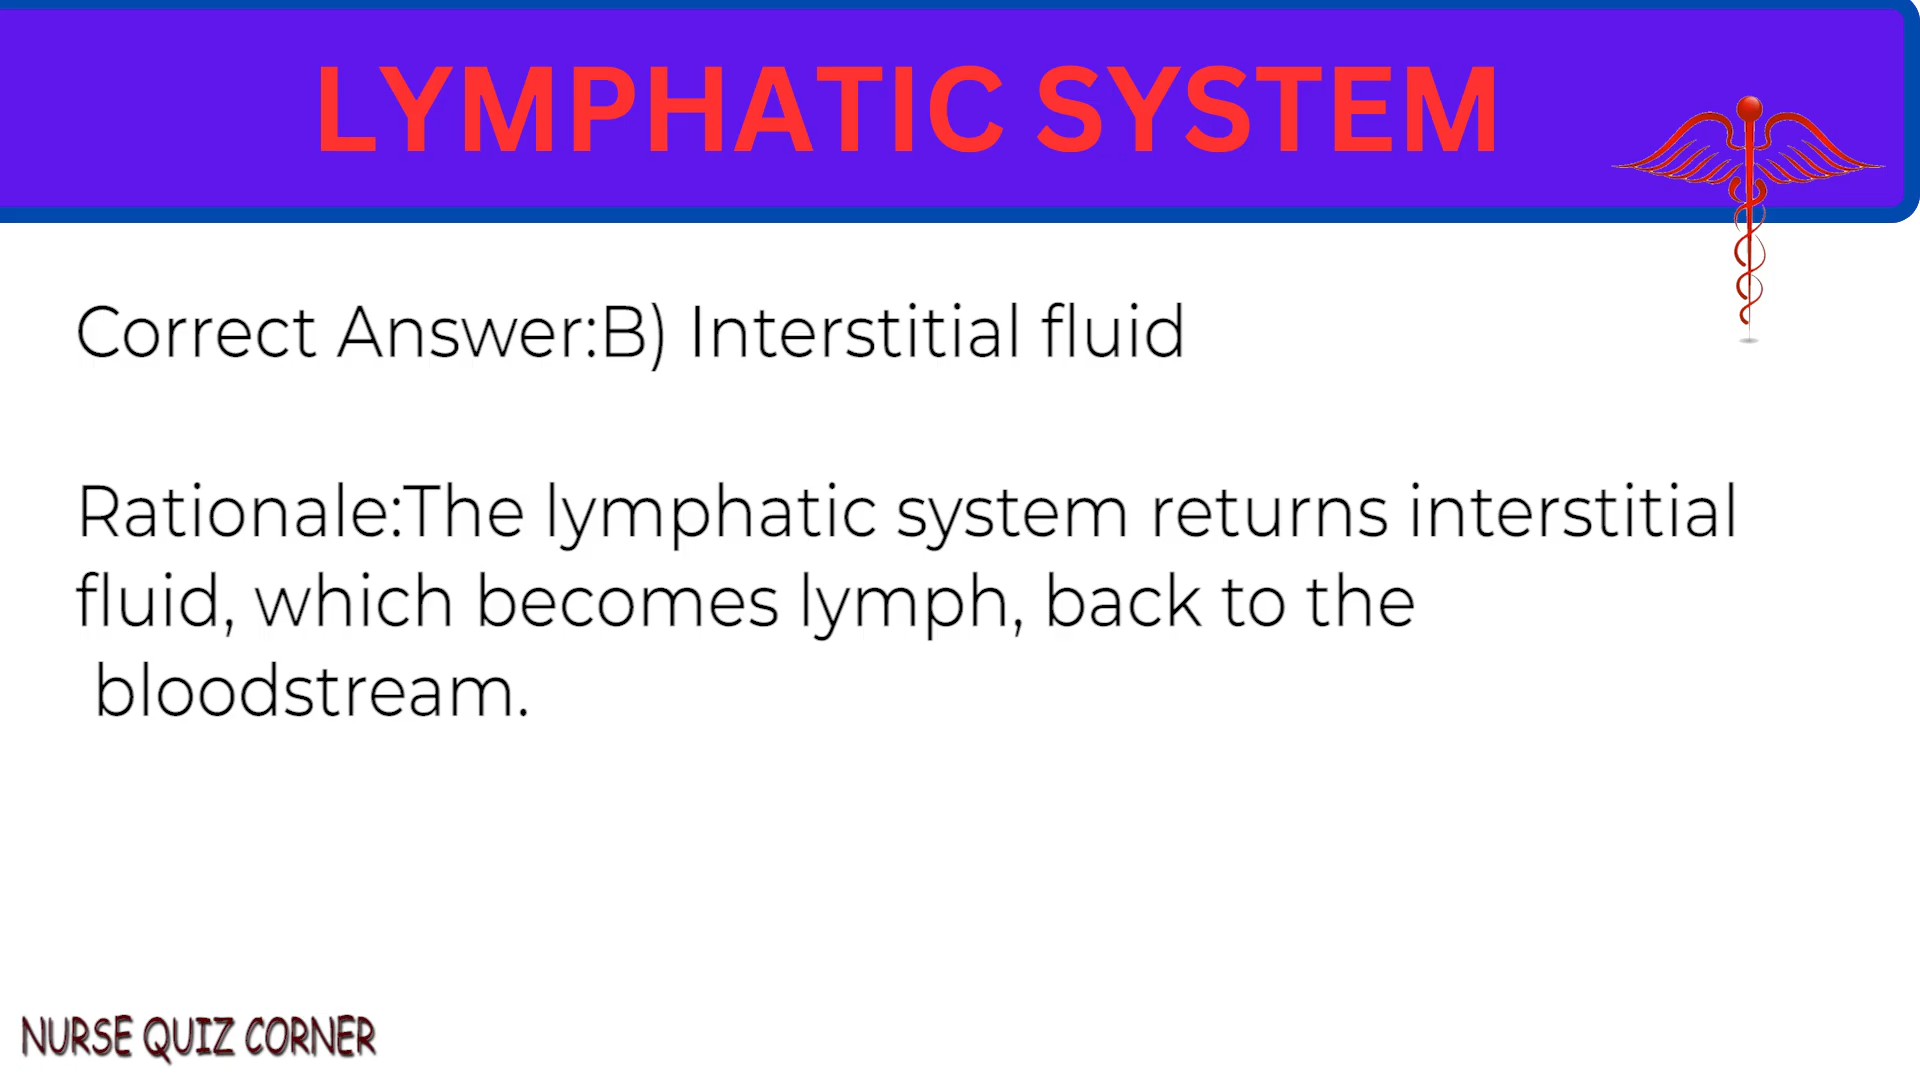 LYMPHATIC SYSTEM
Correct Answer:B) Interstitial fluid
Rationale:The lymphatic system returns interstitial
fluid, which becomes lymph, back to the
bloodstream.
NURSE QUIZ CORNER